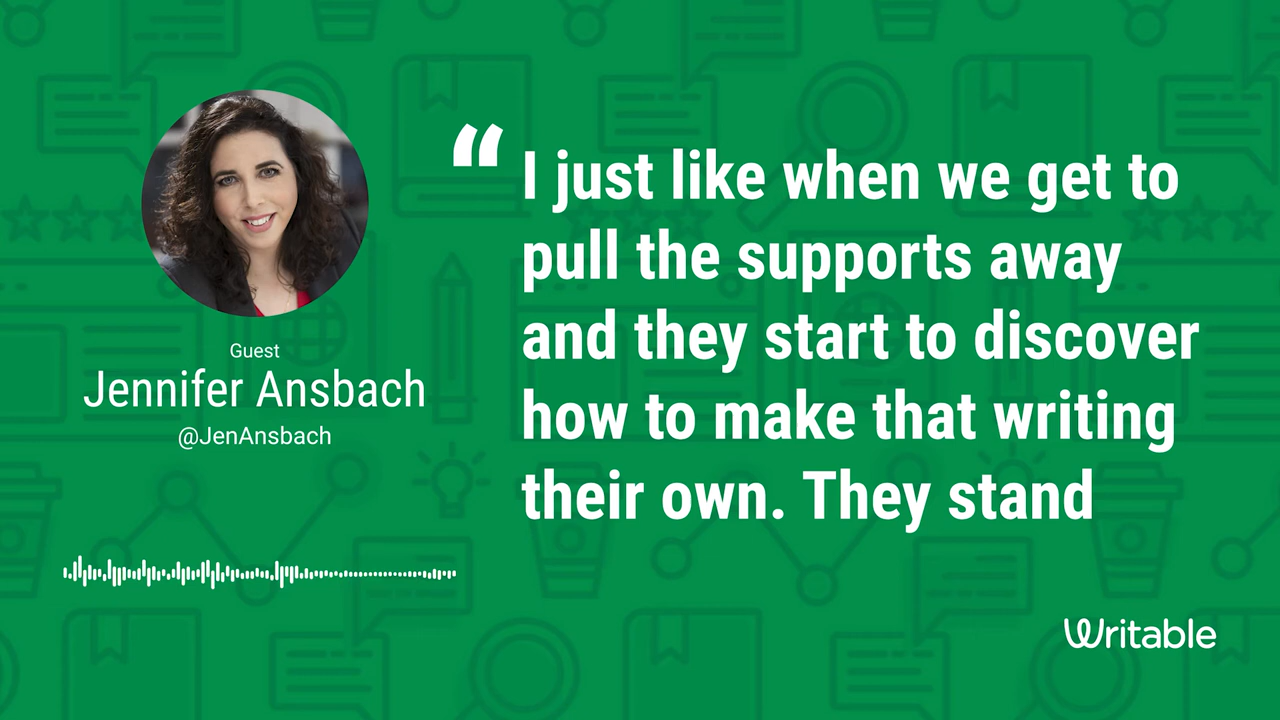 Guest
Jennifer Ansbach
@JenAnsbach
“ I just like when we get to
pull the supports away
and they start to discover
how to make that writing
their own. They stand
Writable